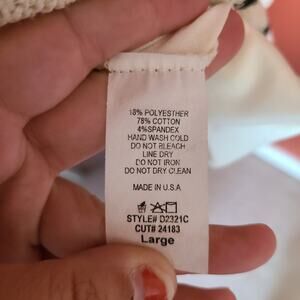 18% POLYESTHER
78% COTTON
4%SPANDEX
HAND WASH COLD
DO NOT BLEACH
LINE DRY
DO NOT IRON
DO NOT DRY CLEAN
MADE IN U.S.A
STYLE# D2321C
CUT# 24183
Large